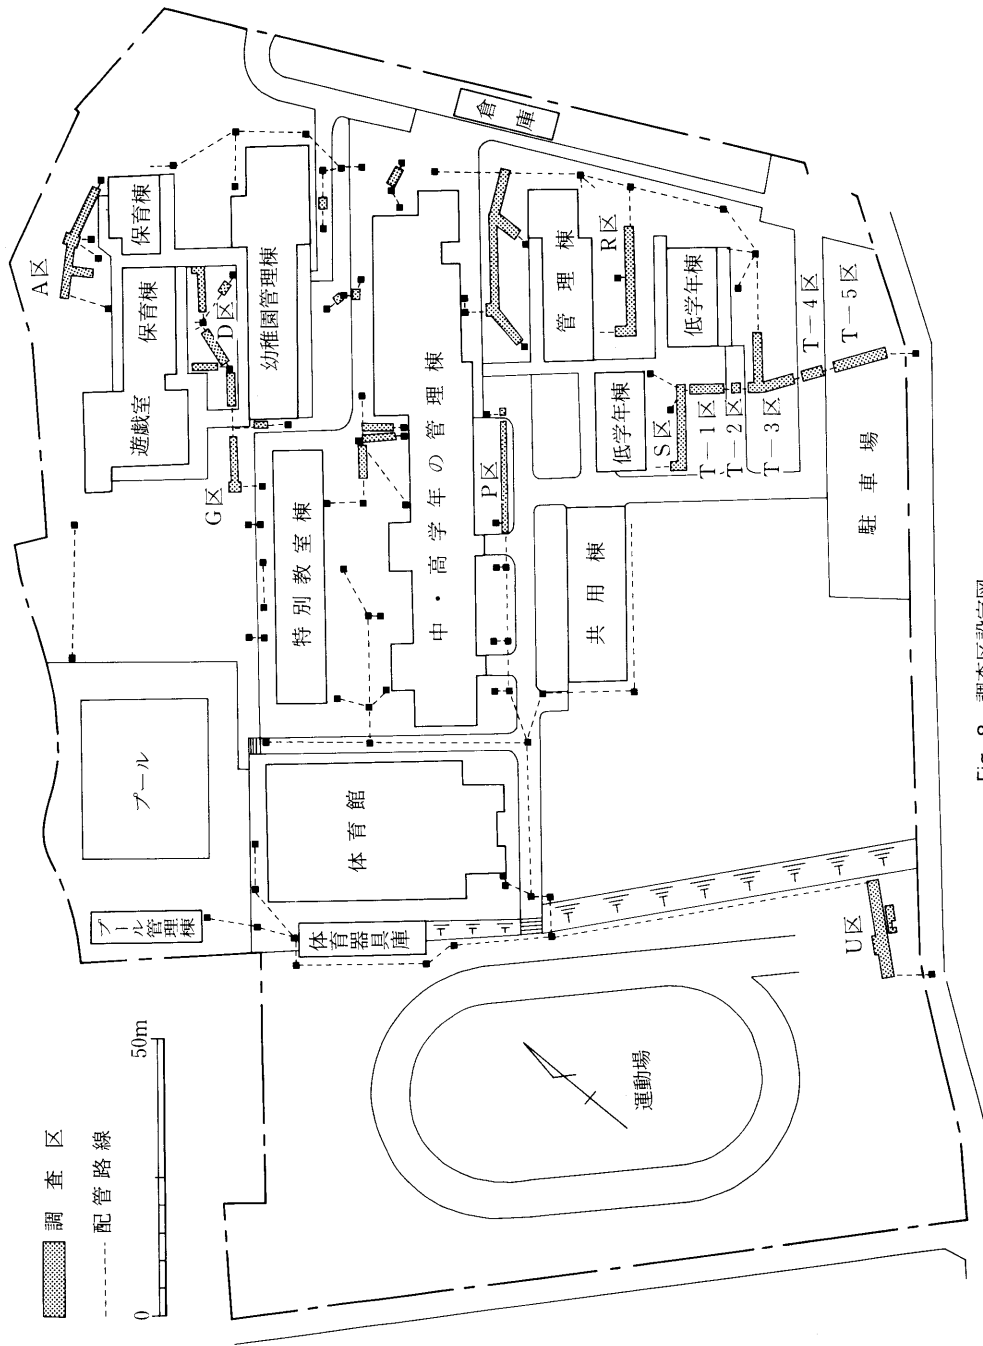 調査区
配管路線
0
50m
A区
保育棟
保育棟
遊戯室
D区
G区
幼稚園管理棟
倉庫
プール
プール
管理棟
特別教室棟
体育館
体育器具庫
中・高学年の管理棟
P区
管理棟
R区
低学年棟
低学年棟
S区
T－1区
T－2区
T－3区
T－4区
T－5区
共用棟
駐車場
運動場
U区
Fig. 8 調査区設定図